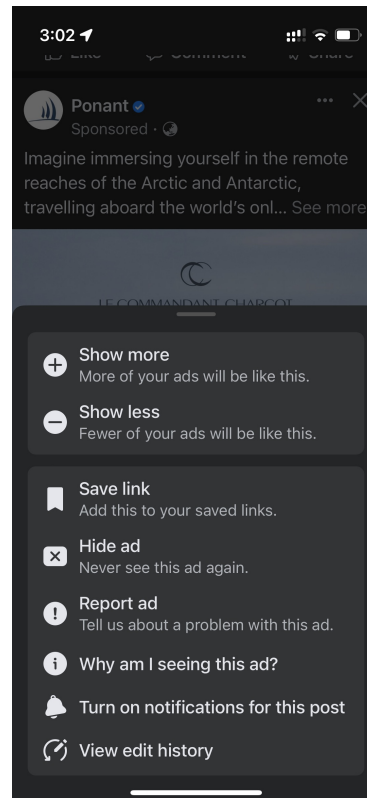 3:02
Like Comment Share
Ponant
Sponsored ·
Imagine immersing yourself in the remote
reaches of the Arctic and Antarctic,
travelling aboard the world's onl... See more
LE COMMANDANT CHARCOT
Show more
More of your ads will be like this.
Show less
Fewer of your ads will be like this.
Save link
Add this to your saved links.
Hide ad
Never see this ad again.
Report ad
Tell us about a problem with this ad.
Why am I seeing this ad?
Turn on notifications for this post
View edit history